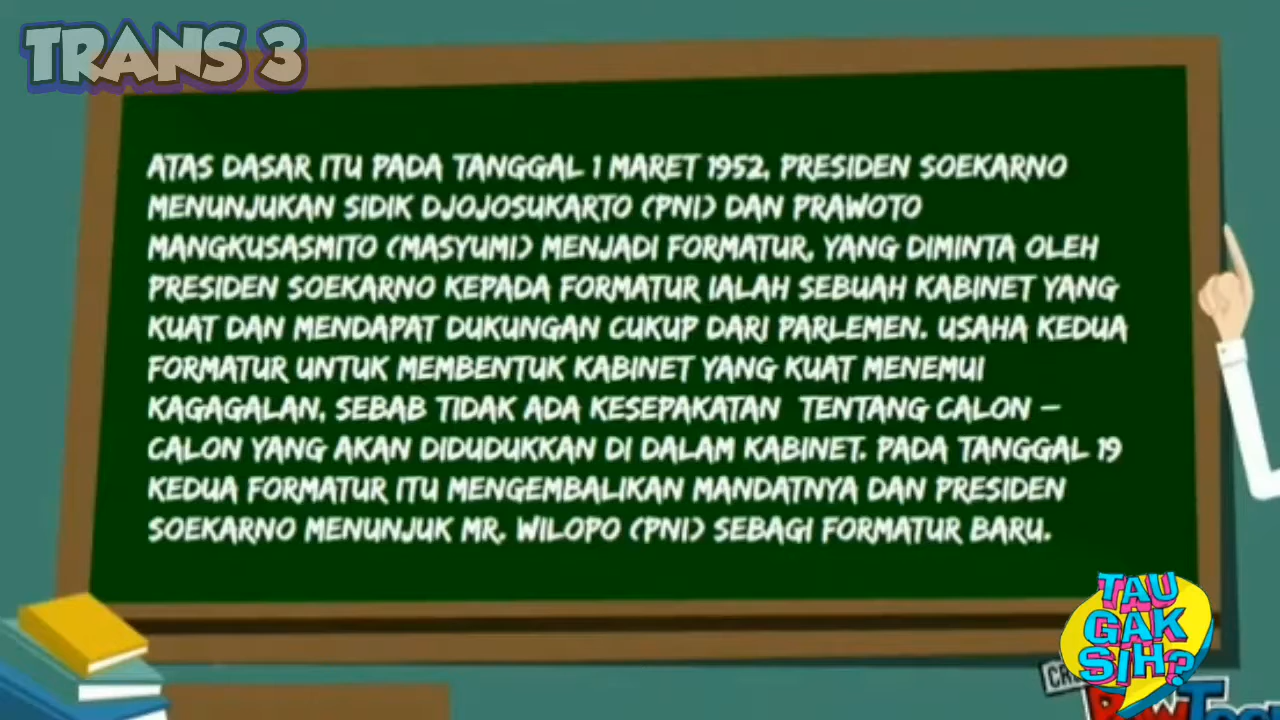 TRANS 3
ATAS DASAR ITU PADA TANGGAL 1 MARET 1952, PRESIDEN SOEKARNO
MENUNJUKAN SIDIK DJOJOSUKARTO (PNI) DAN PRAWOTO
MANGKUSASMITO (MASYUMI) MENJADI FORMATUR, YANG DIMINTA OLEH
PRESIDEN SOEKARNO KEPADA FORMATUR IALAH SEBUAH KABINET YANG
KUAT DAN MENDAPAT DUKUNGAN CUKUP DARI PARLEMEN. USAHA KEDUA
FORMATUR UNTUK MEMBENTUK KABINET YANG KUAT MENEMUI
KAGAGALAN, SEBAB TIDAK ADA KESEPAKATAN TENTANG CALON –
CALON YANG AKAN DIDUDUKKAN DI DALAM KABINET. PADA TANGGAL 19
KEDUA FORMATUR ITU MENGEMBALIKAN MANDATNYA DAN PRESIDEN
SOEKARNO MENUNJUK MR. WILOPO (PNI) SEBAGI FORMATUR BARU.
TAU
GAK
SIH?